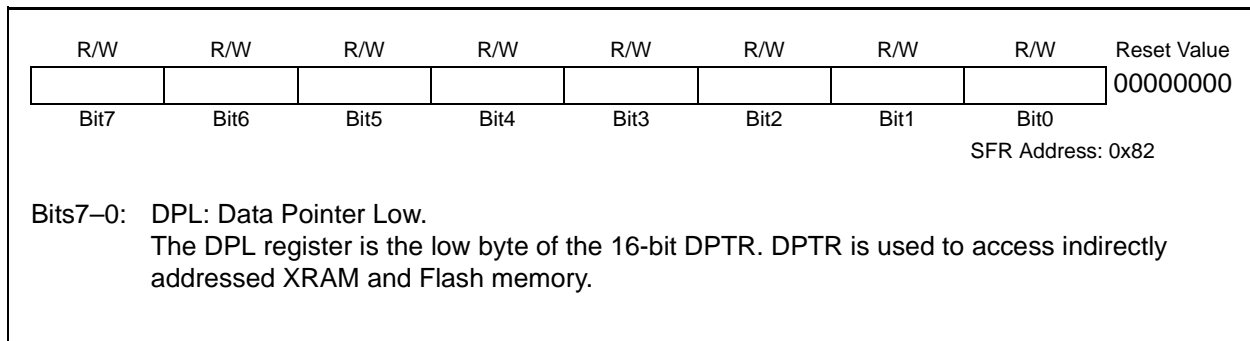 R/W R/W R/W R/W R/W R/W R/W R/W Reset Value
00000000
Bit7 Bit6 Bit5 Bit4 Bit3 Bit2 Bit1 Bit0
SFR Address: 0x82
Bits7–0: DPL: Data Pointer Low.
The DPL register is the low byte of the 16-bit DPTR. DPTR is used to access indirectly
addressed XRAM and Flash memory.